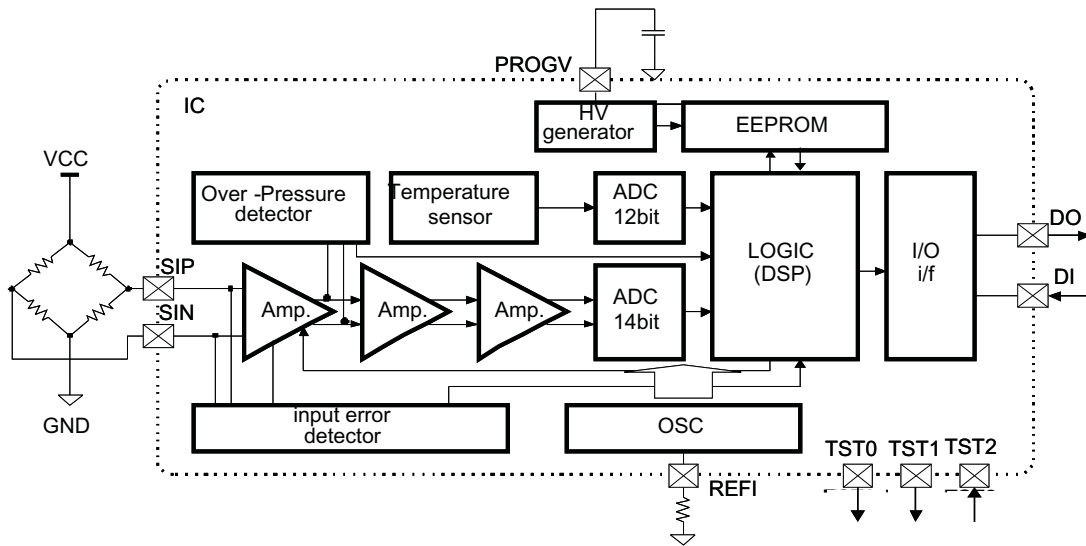 PROGV
IC
HV
generator
EEPROM
VCC
Over -Pressure
detector
Temperature
sensor
ADC
12bit
LOGIC
(DSP)
I/O
i/f
DO
DI
SIP
SIN
Amp.
Amp.
Amp.
ADC
14bit
GND
input error
detector
OSC
REFI
TST0
TST1
TST2